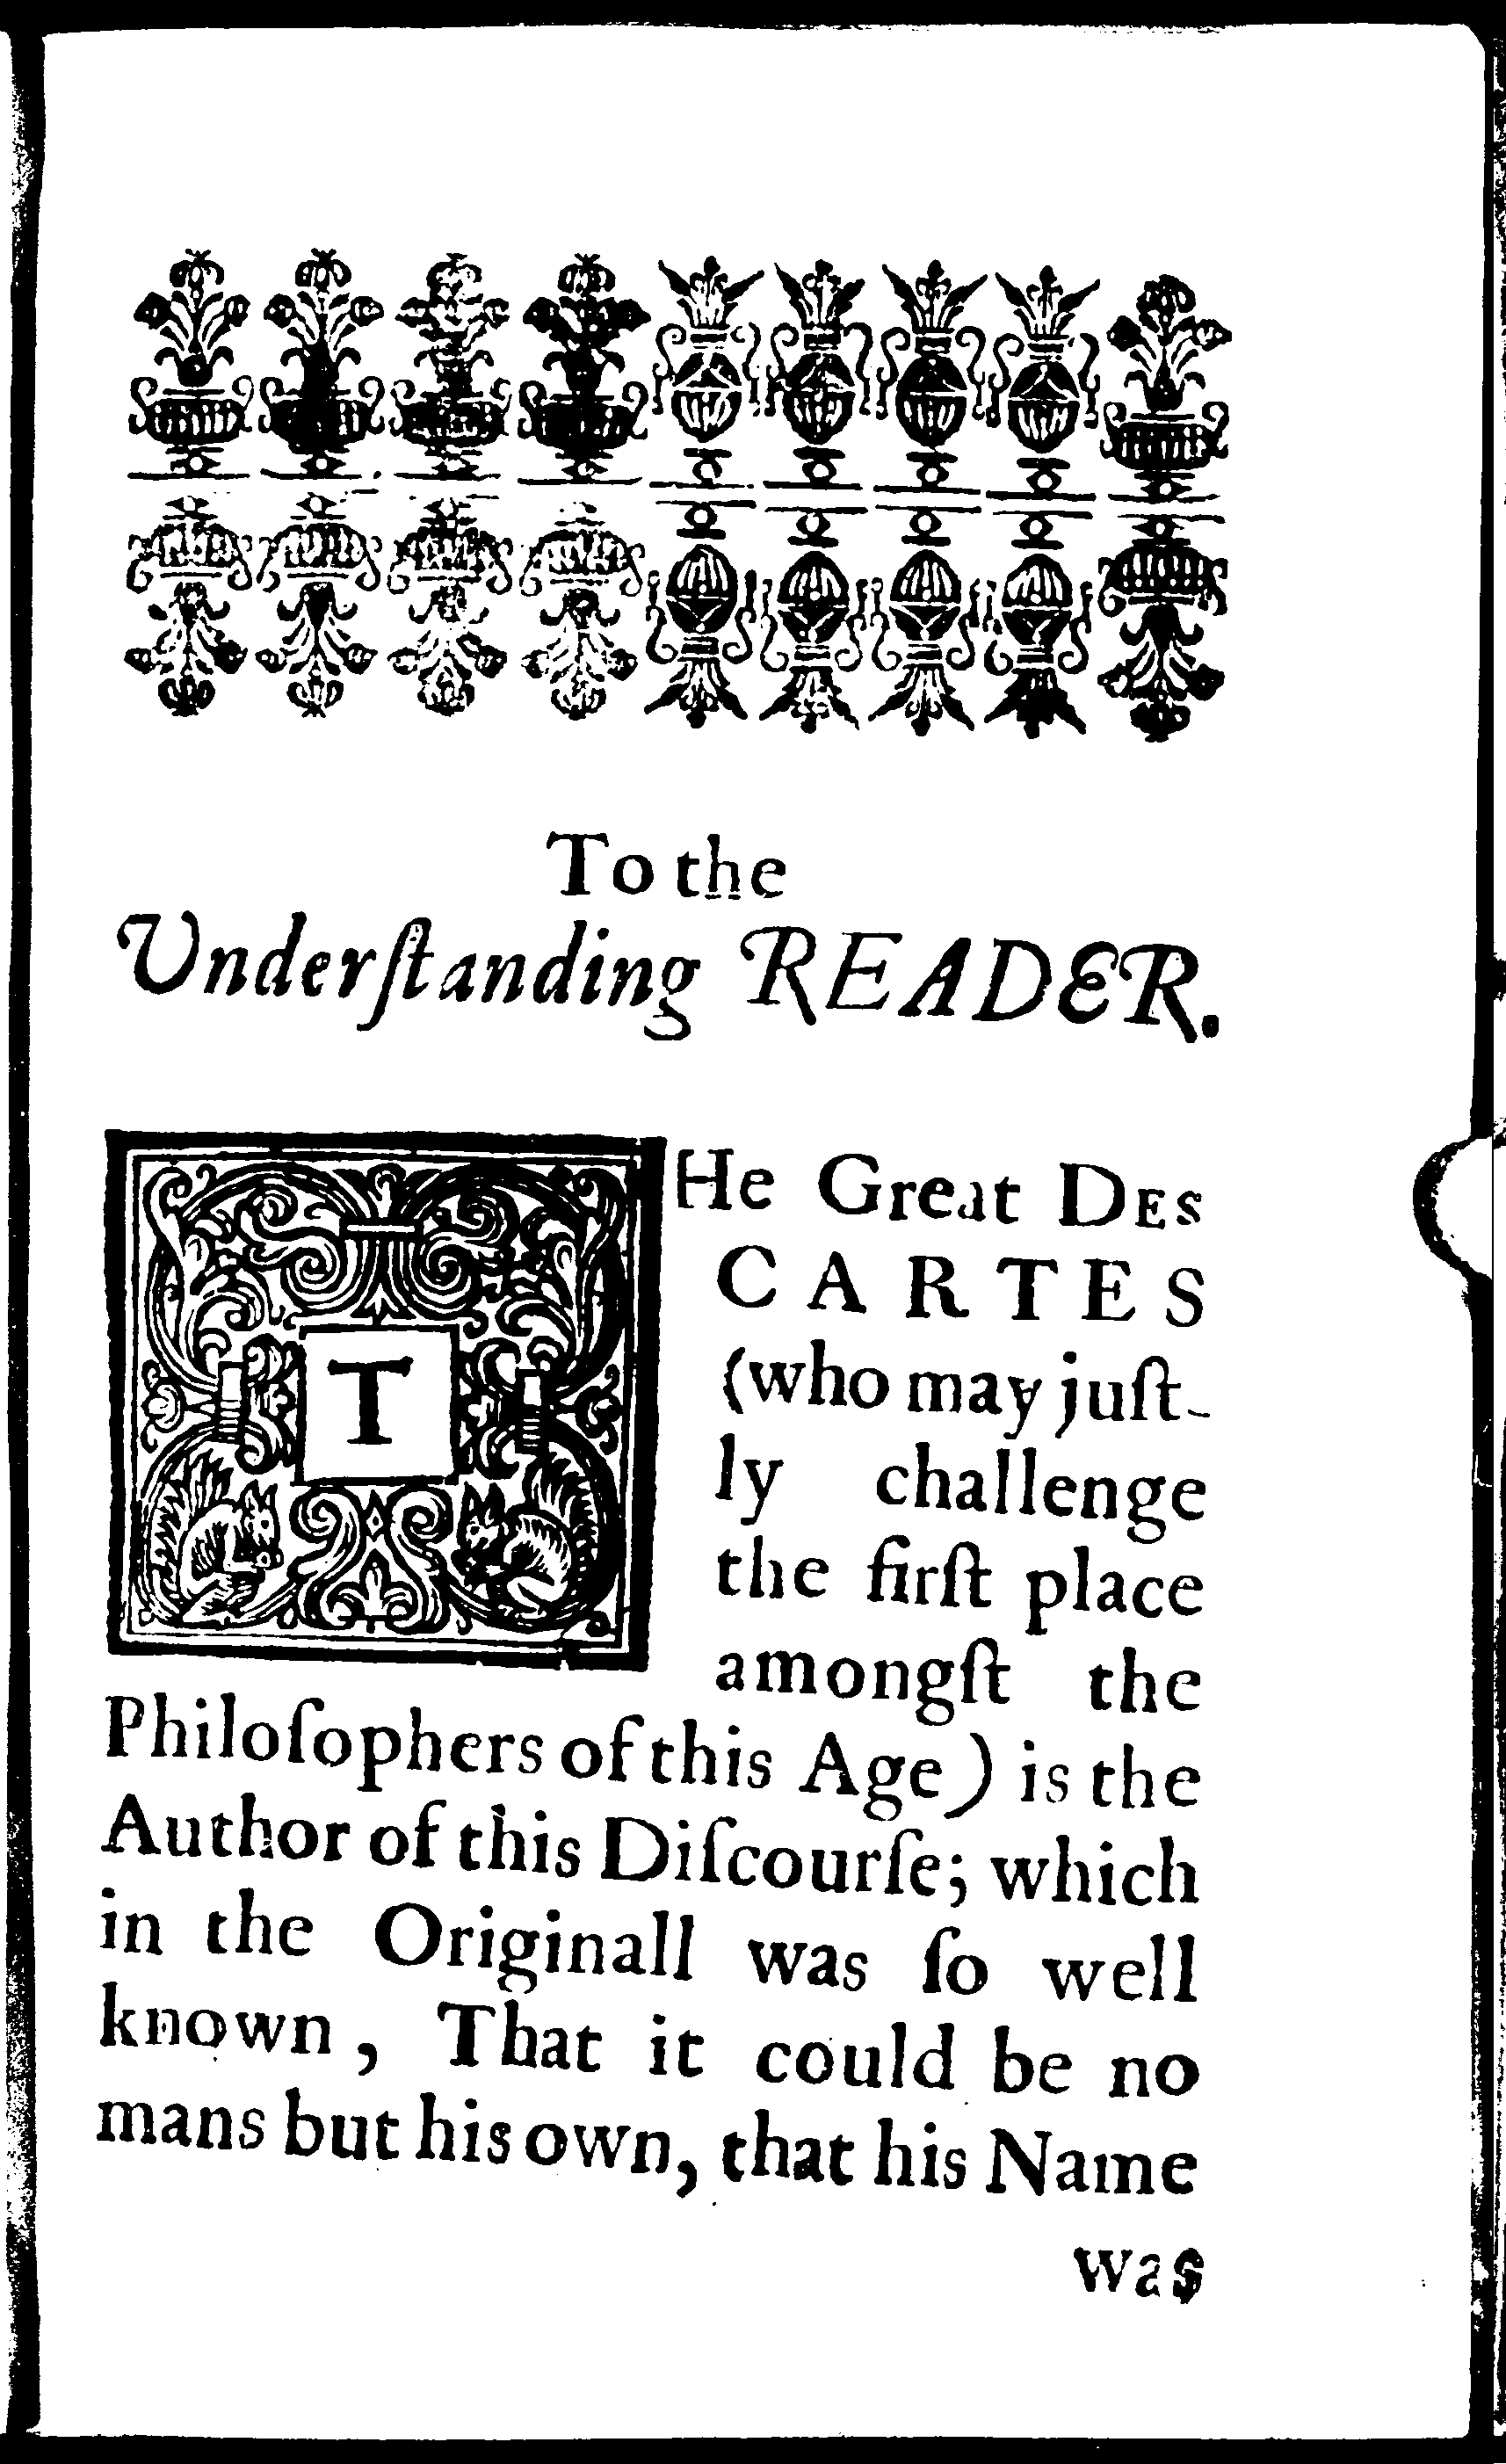 To the
Underſtanding READER.
THe Great DES
CARTES
(who may juſt-
ly challenge
the firſt place
amongſt the
Philoſophers of this Age) is the
Author of this Diſcourſe; which
in the Originall was ſo well
known, That it could be no
mans but his own, that his Name
was